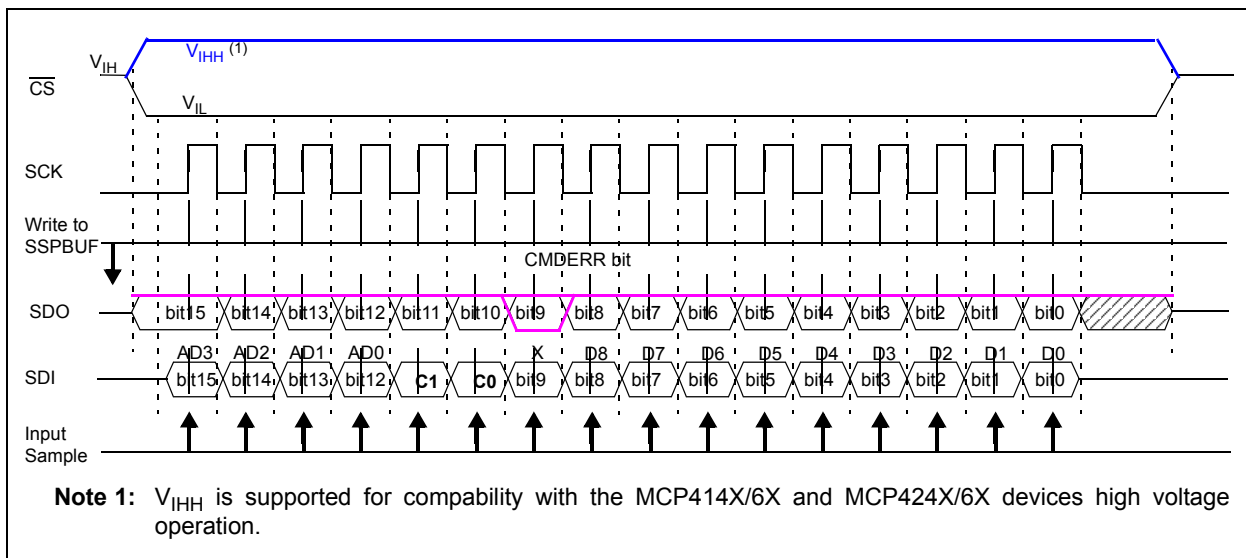 VIHH (1)
VIH
CS
VIL
SCK
Write to
SSPBUF
CMDERR bit
SDO bit15 bit14 bit13 bit12 bit11 bit10 bit9 bit8 bit7 bit6 bit5 bit4 bit3 bit2 bit1 bit0
AD3 AD2 AD1 AD0 X D8 D7 D6 D5 D4 D3 D2 D1 D0
SDI bit15 bit14 bit13 bit12 C1 C0 bit9 bit8 bit7 bit6 bit5 bit4 bit3 bit2 bit1 bit0
Input
Sample
Note 1: VIHH is supported for compability with the MCP414X/6X and MCP424X/6X devices high voltage
operation.